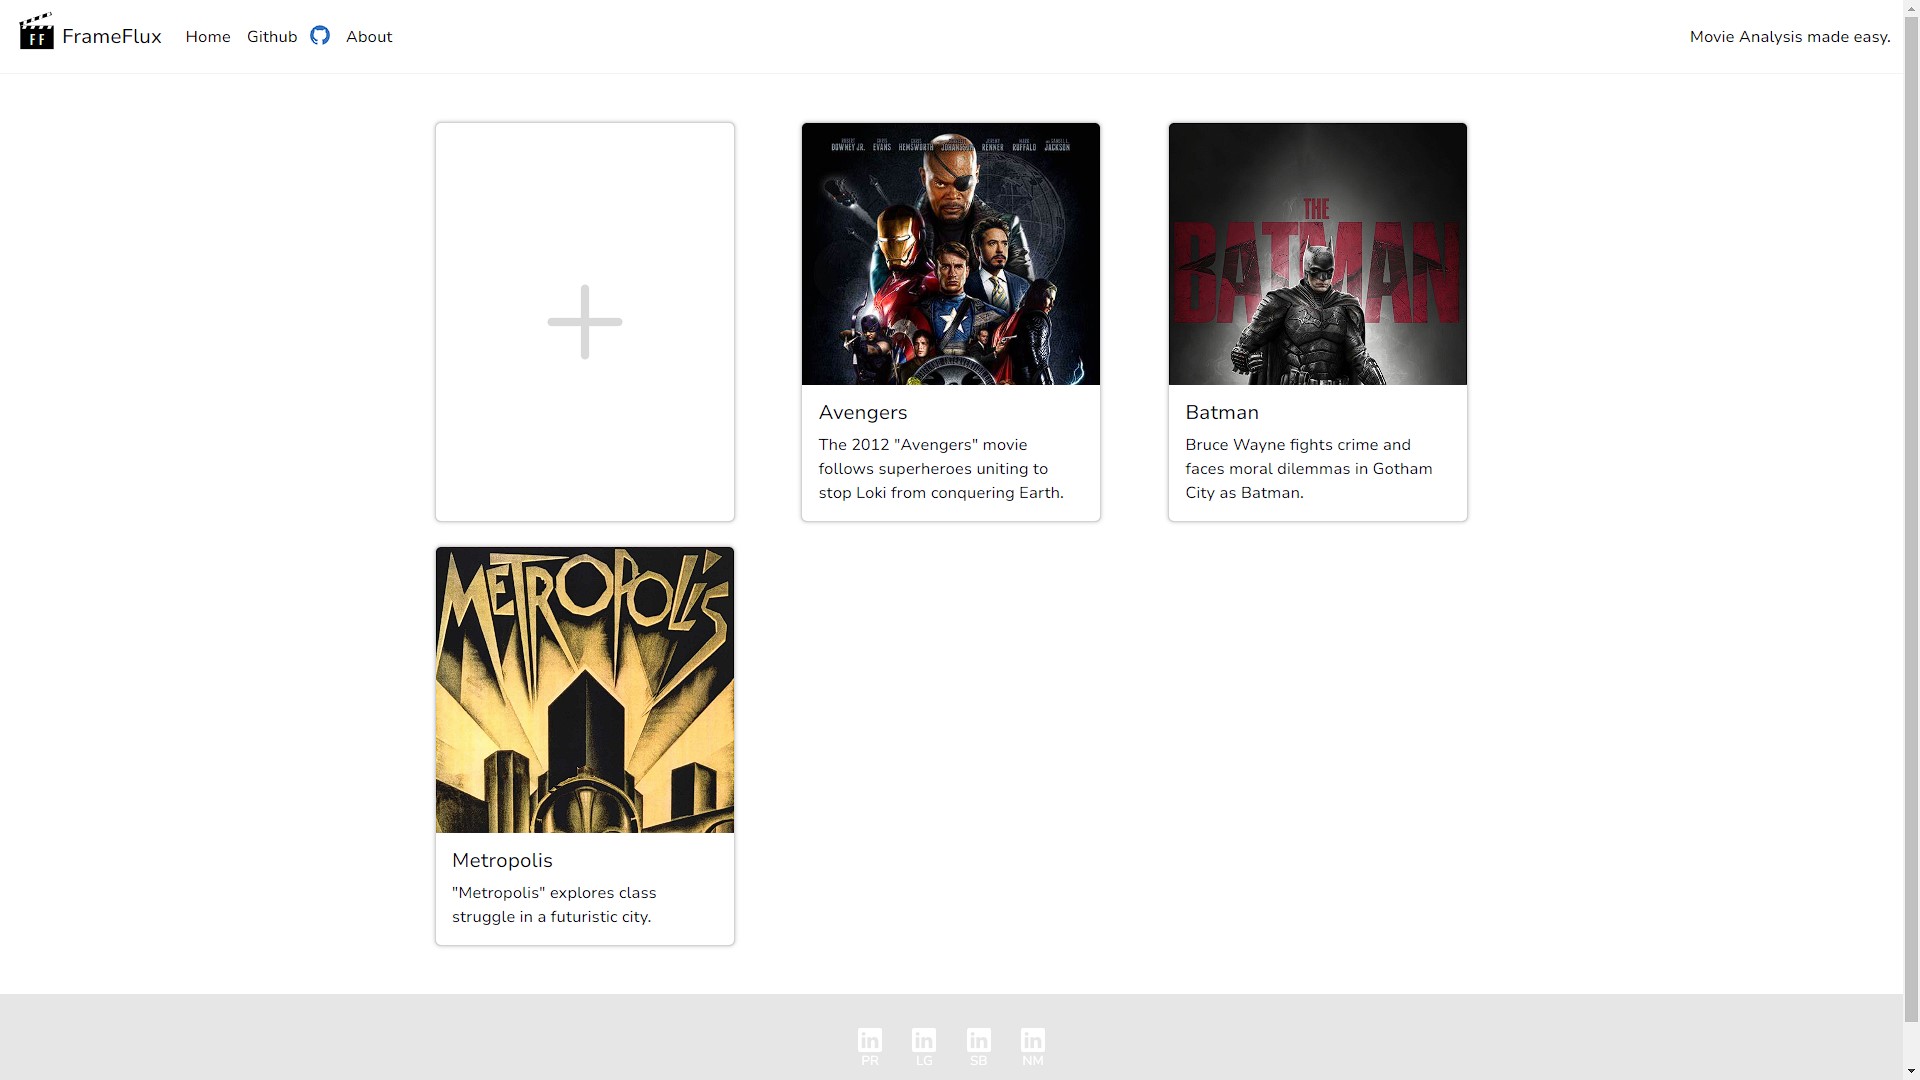 FF FrameFlux Home Github About Movie Analysis made easy.
DOWNEY JR. EVANS HEMSWORTH JOHANSSON RENNER RUFFALO JACKSON
THE
BATMAN
Avengers
The 2012 "Avengers" movie
follows superheroes uniting to
stop Loki from conquering Earth.
Batman
Bruce Wayne fights crime and
faces moral dilemmas in Gotham
City as Batman.
METROPOLIS
Metropolis
"Metropolis" explores class
struggle in a futuristic city.
in in in in
PR LG SB NM